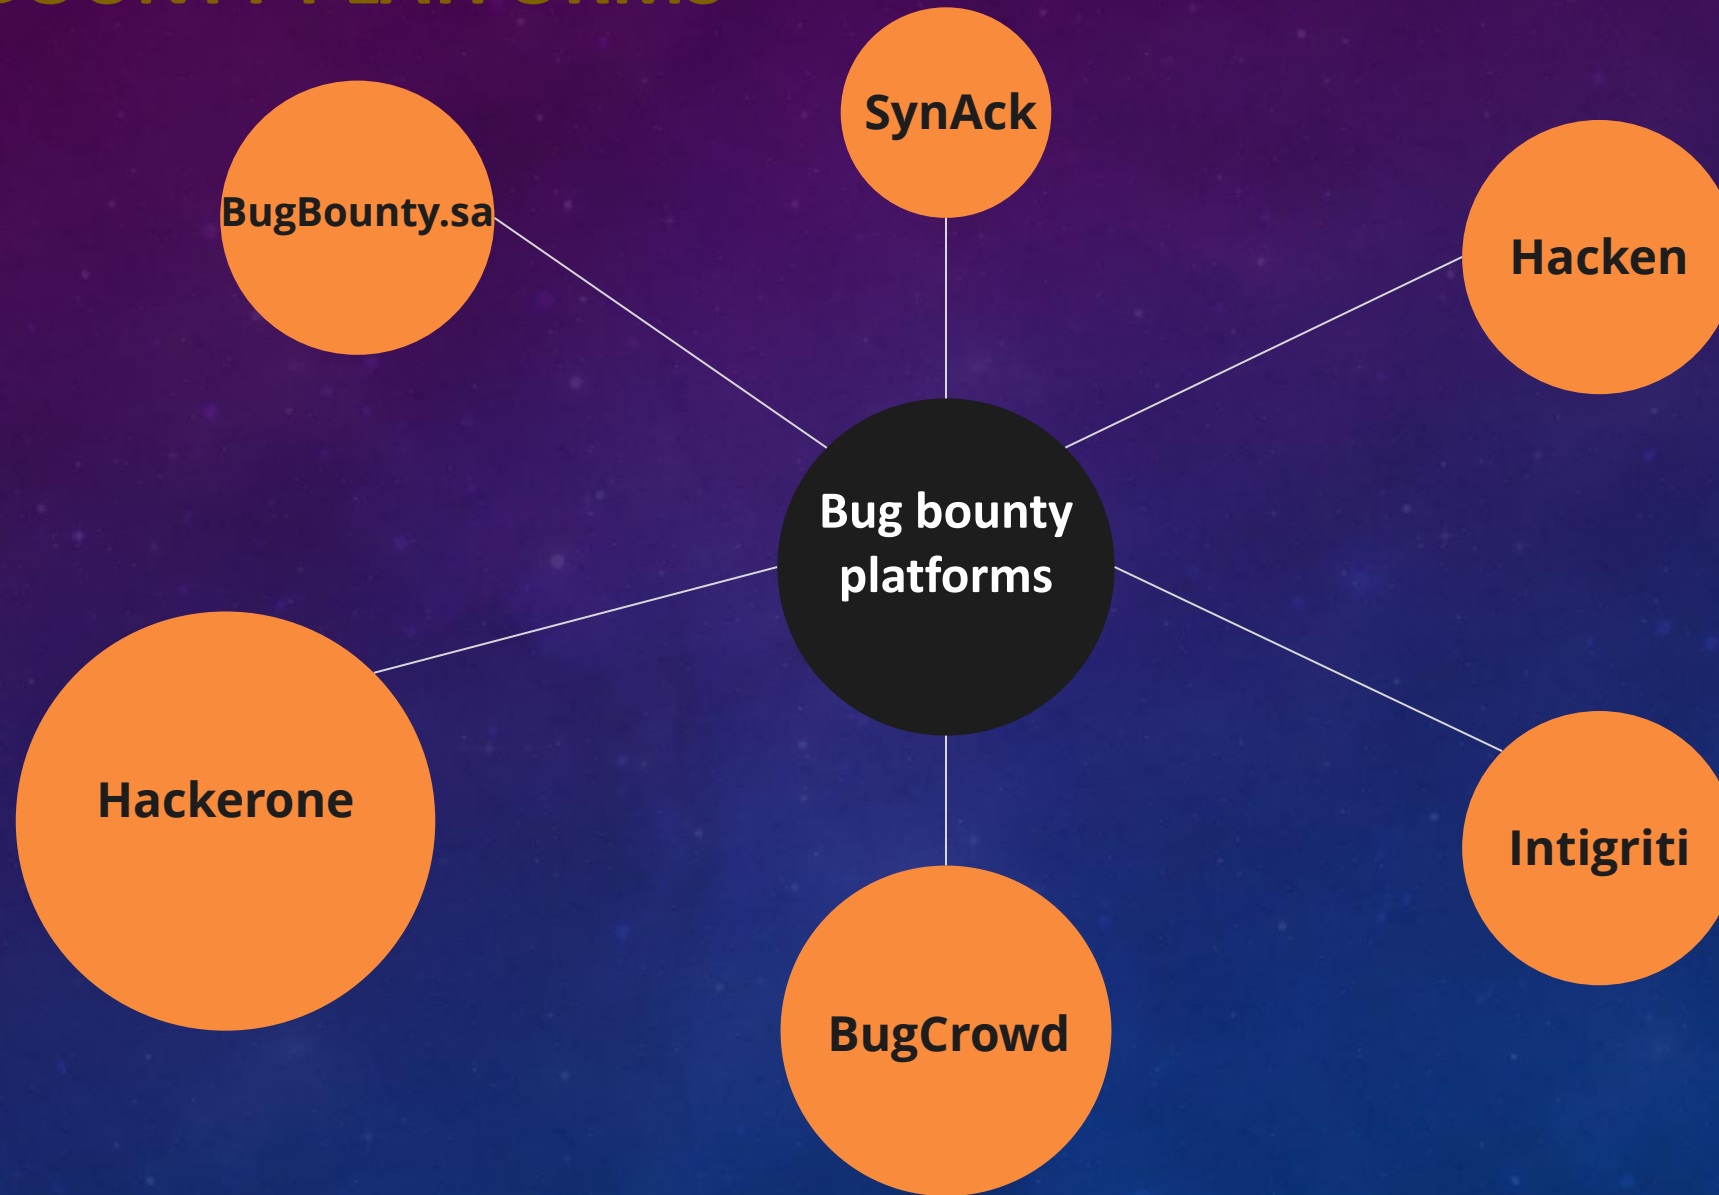 SynAck
BugBounty.sa
Hacken
Bug bounty
platforms
Hackerone
Intigriti
BugCrowd